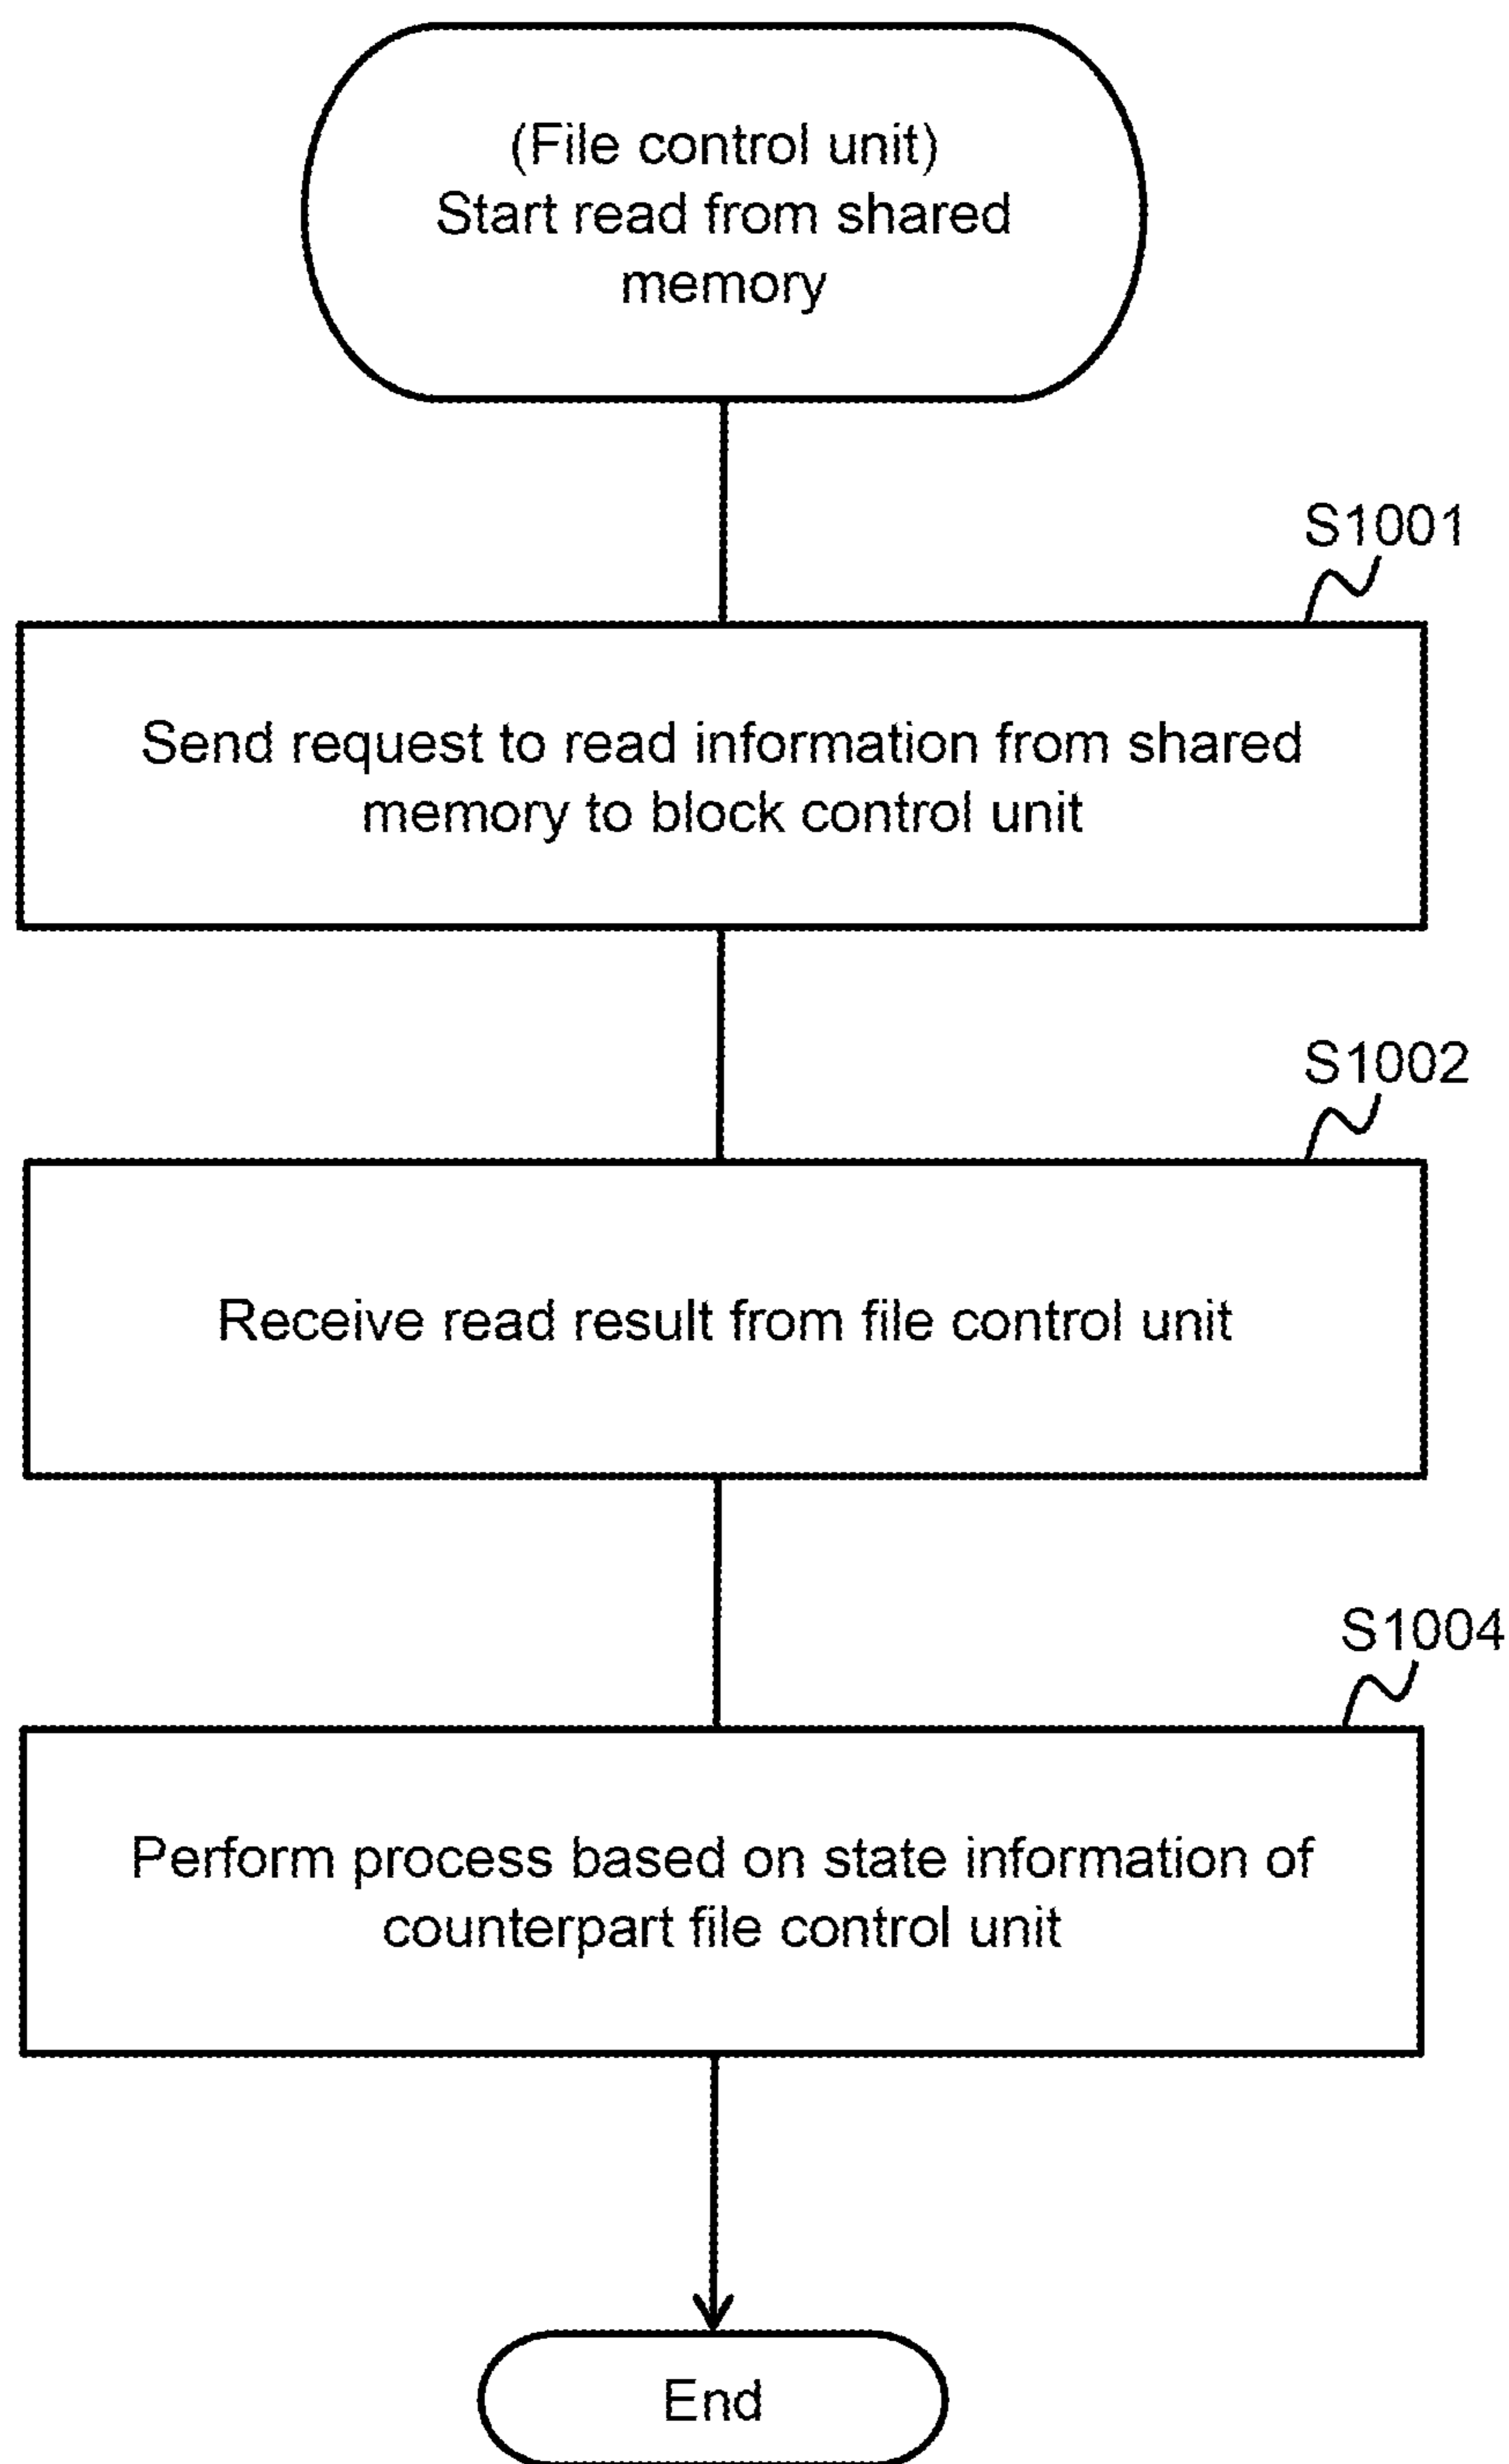 (File control unit)
Start read from shared
memory
S1001
Send request to read information from shared
memory to block control unit
S1002
Receive read result from file control unit
S1004
Perform process based on state information of
counterpart file control unit
End